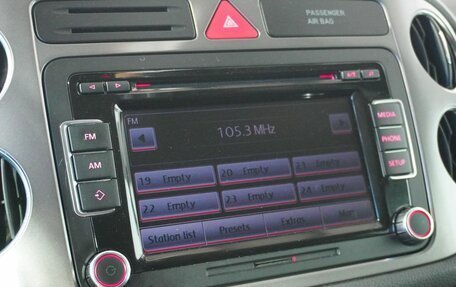 PASSENGER
AIR BAG
FM
105.3 MHz
FM
AM
MEDIA
PHONE
SETUP
19 Empty
20 Empty
Empty
22 Empty
23 Empty
24 Empty
Station list
Presets
Extras
Man